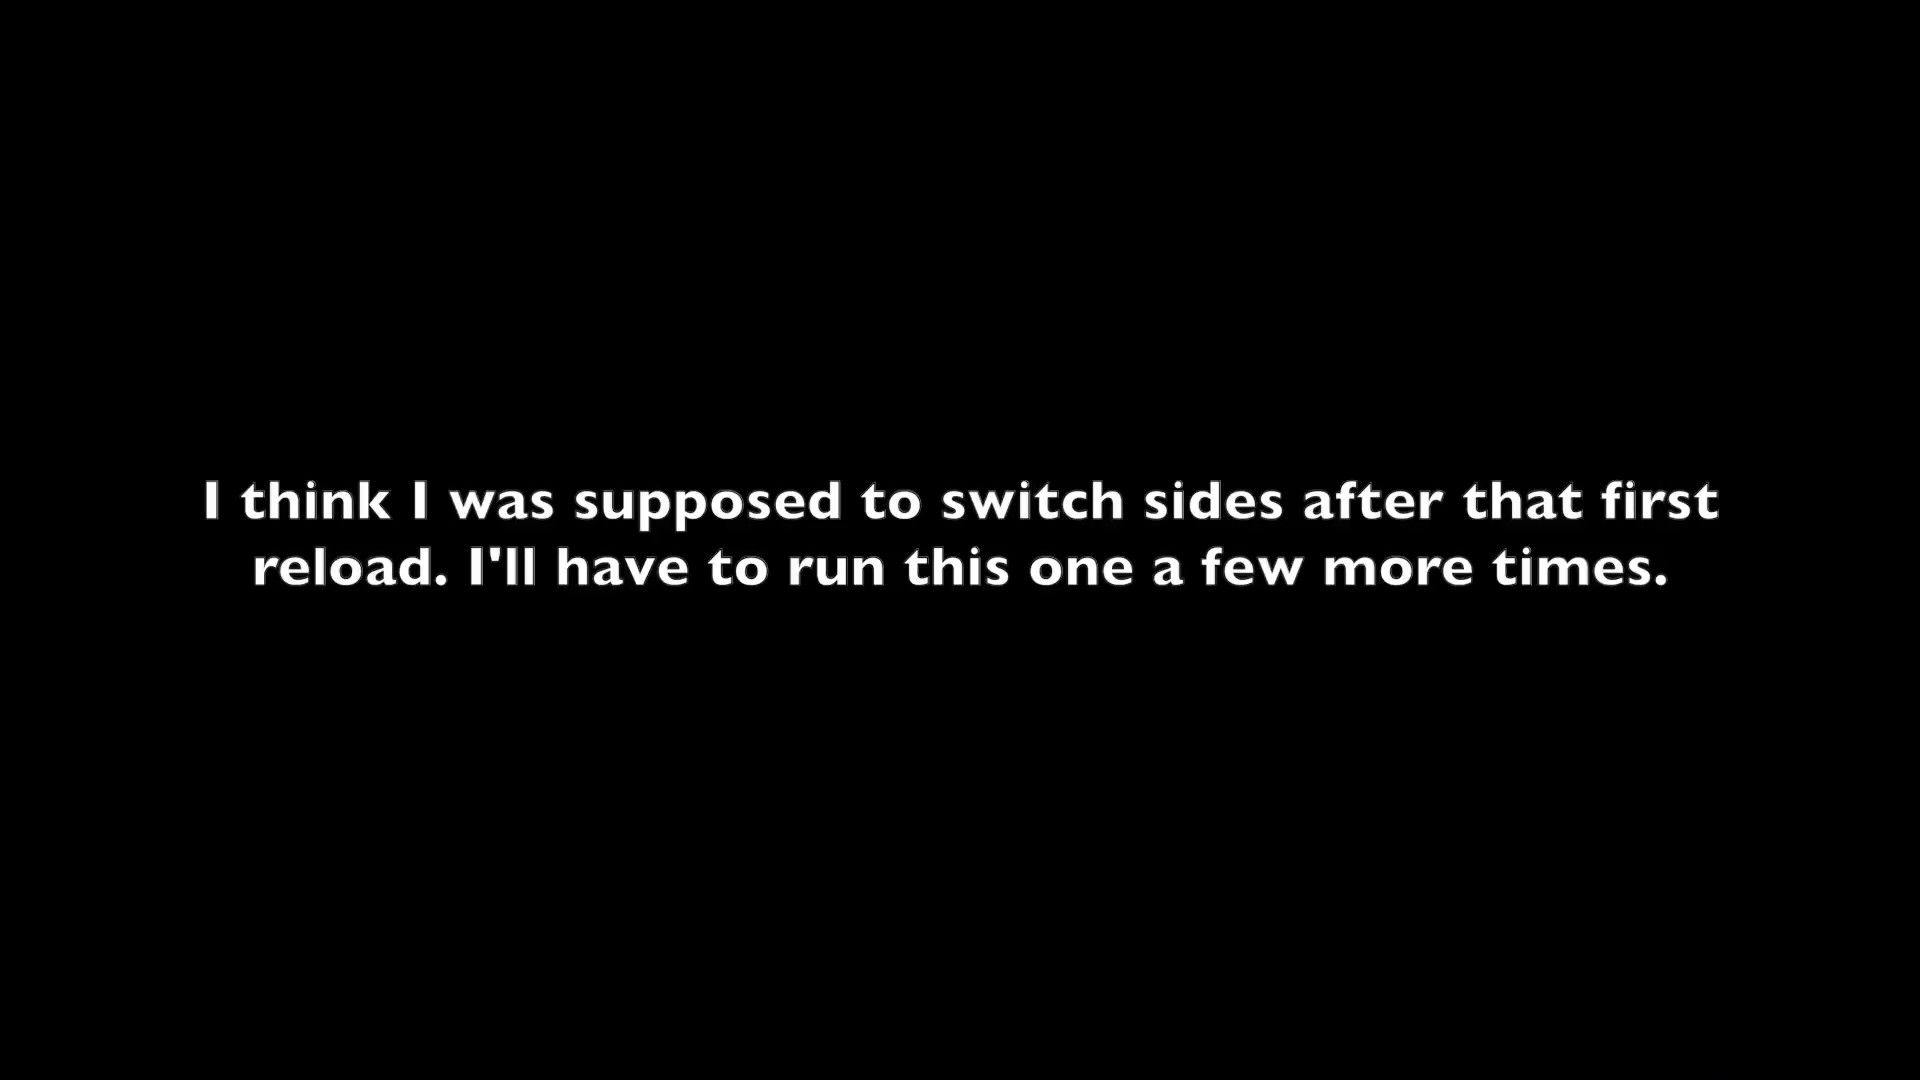 I think I was supposed to switch sides after that first
reload. I'll have to run this one a few more times.